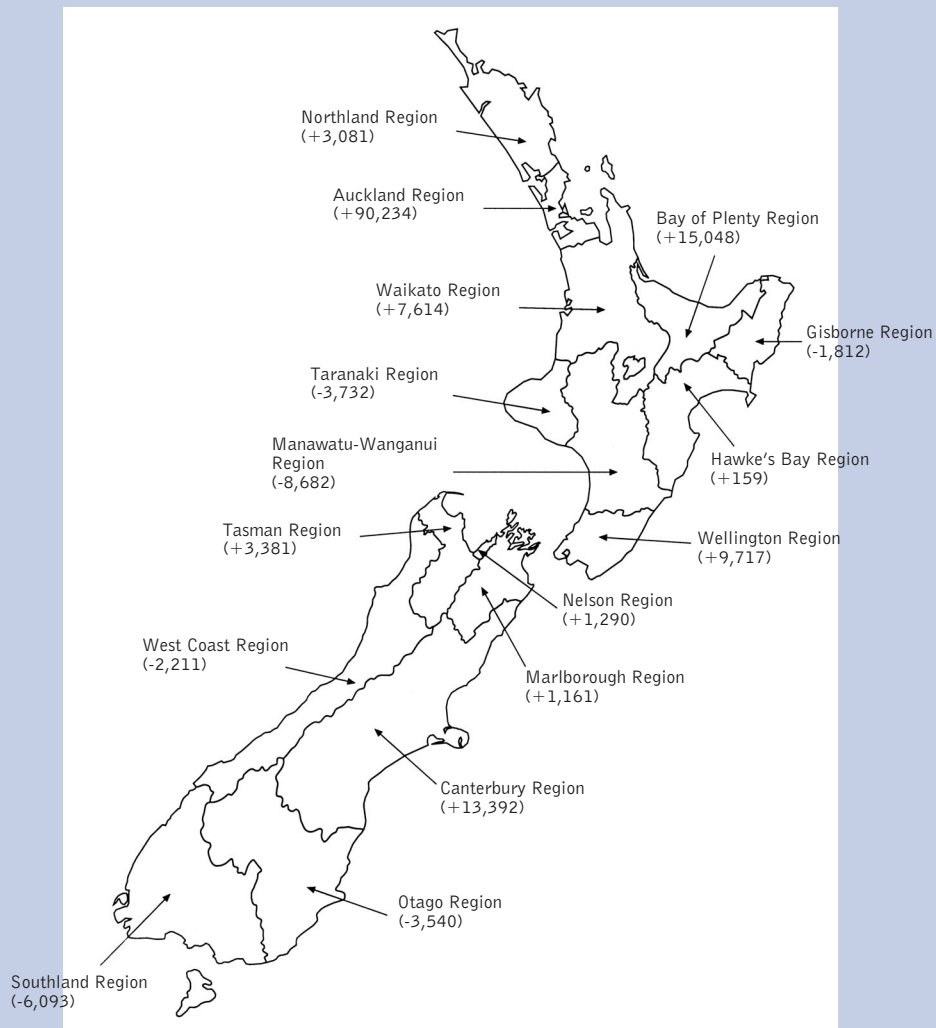 Northland Region
(+3,081)
Auckland Region
(+90,234)
Bay of Plenty Region
(+15,048)
Waikato Region
(+7,614)
Gisborne Region
(-1,812)
Taranaki Region
(-3,732)
Manawatu-Wanganui
Region
(-8,682)
Hawke's Bay Region
(+159)
Tasman Region
(+3,381)
Wellington Region
(+9,717)
Nelson Region
(+1,290)
West Coast Region
(-2,211)
Marlborough Region
(+1,161)
Canterbury Region
(+13,392)
Otago Region
(-3,540)
Southland Region
(-6,093)